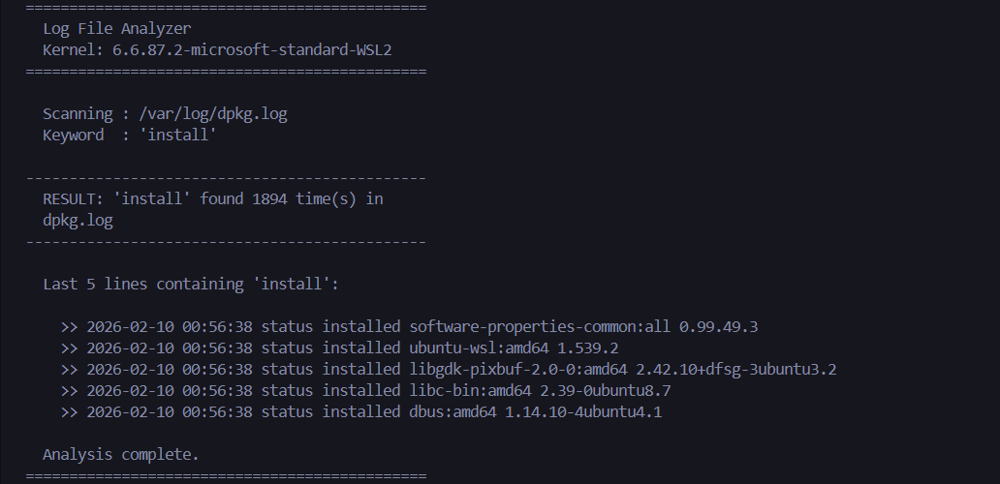 ==============================================
Log File Analyzer
Kernel: 6.6.87.2-microsoft-standard-WSL2
==============================================
Scanning : /var/log/dpkg.log
Keyword  : 'install'
----------------------------------------------
RESULT: 'install' found 1894 time(s) in
dpkg.log
----------------------------------------------
Last 5 lines containing 'install':
>> 2026-02-10 00:56:38 status installed software-properties-common:all 0.99.49.3
>> 2026-02-10 00:56:38 status installed ubuntu-wsl:amd64 1.539.2
>> 2026-02-10 00:56:38 status installed libgdk-pixbuf-2.0-0:amd64 2.42.10+dfsg-3ubuntu3.2
>> 2026-02-10 00:56:38 status installed libc-bin:amd64 2.39-0ubuntu8.7
>> 2026-02-10 00:56:38 status installed dbus:amd64 1.14.10-4ubuntu4.1
Analysis complete.
==============================================